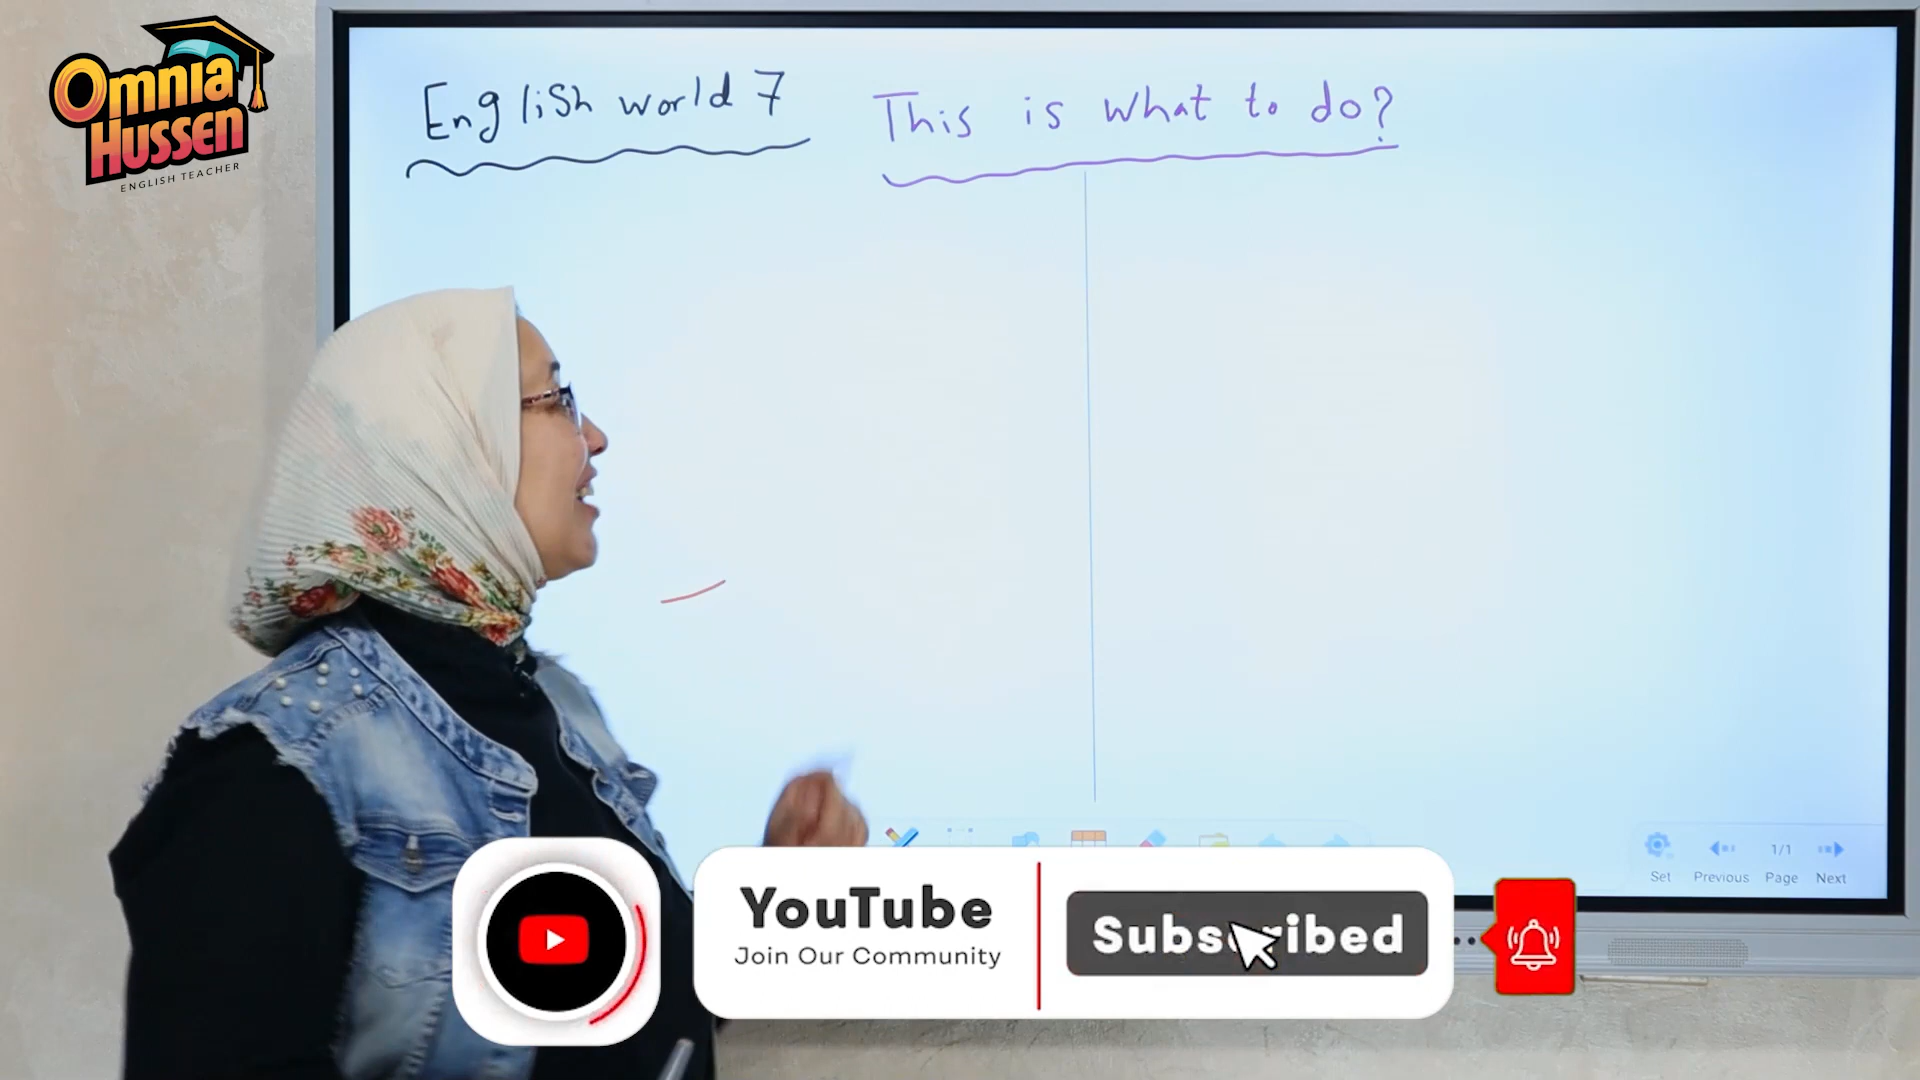 Omnia
Hussen
ENGLISH TEACHER
English world 7
This is what to do?
1/1
Set Previous Page Next
YouTube
Join Our Community
Subscribed